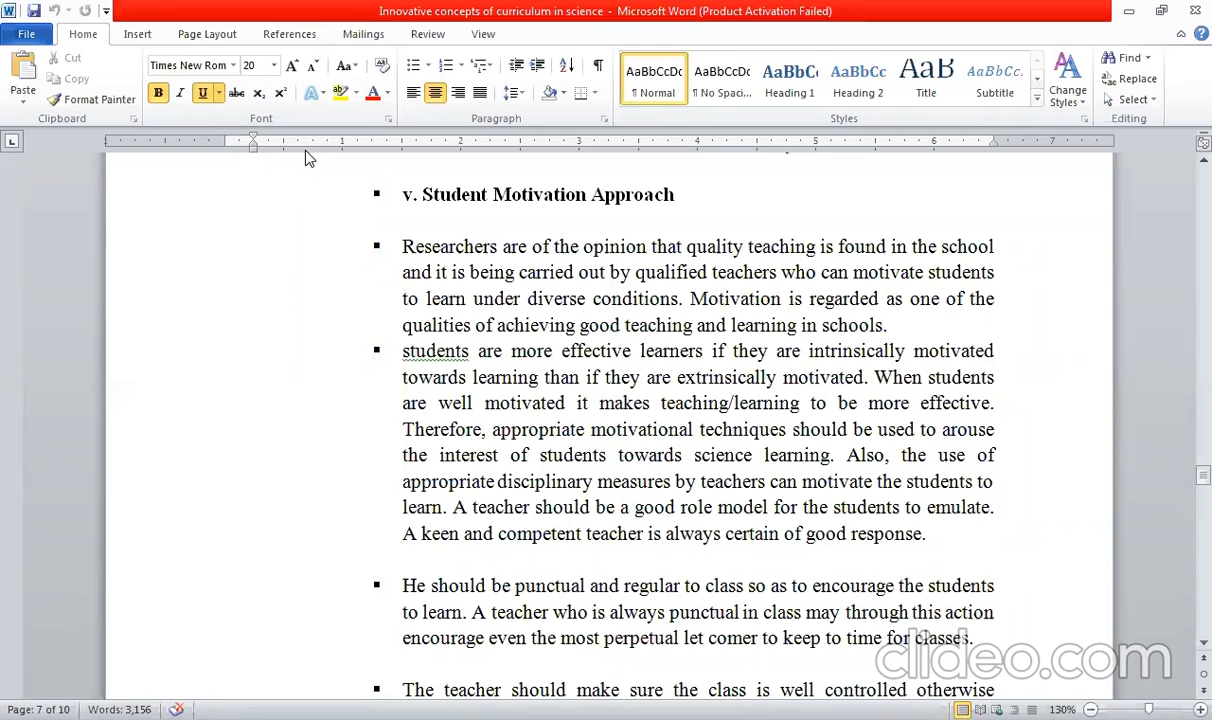 Innovative concepts of curriculum in science - Microsoft Word (Product Activation Failed)
File Home Insert Page Layout References Mailings Review View
Paste Cut Copy Format Painter Clipboard
Times New Rom 20 Font
Paragraph
AaBbCcDc ¶ Normal
AaBbCcDc ¶ No Spaci...
AaBbCc Heading 1
AaBbCc Heading 2
AaB Title
AaBbCc. Subtitle
Change Styles Styles
Find Replace Select Editing
1 2 3 4 5 6 7
▪ v. Student Motivation Approach
▪ Researchers are of the opinion that quality teaching is found in the school
and it is being carried out by qualified teachers who can motivate students
to learn under diverse conditions. Motivation is regarded as one of the
qualities of achieving good teaching and learning in schools.
▪ students are more effective learners if they are intrinsically motivated
towards learning than if they are extrinsically motivated. When students
are well motivated it makes teaching/learning to be more effective.
Therefore, appropriate motivational techniques should be used to arouse
the interest of students towards science learning. Also, the use of
appropriate disciplinary measures by teachers can motivate the students to
learn. A teacher should be a good role model for the students to emulate.
A keen and competent teacher is always certain of good response.
▪ He should be punctual and regular to class so as to encourage the students
to learn. A teacher who is always punctual in class may through this action
encourage even the most perpetual let comer to keep to time for classes.
clideo.com
▪ The teacher should make sure the class is well controlled otherwise
Page: 7 of 10 Words: 3,156 130%